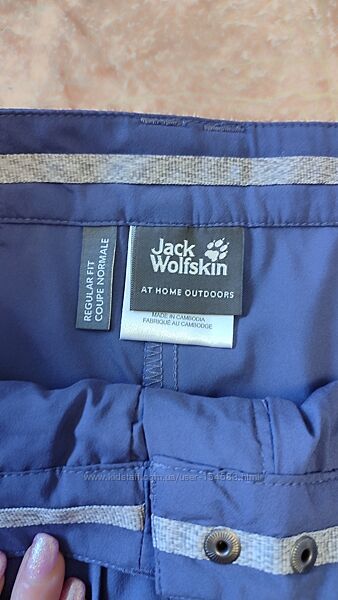 Jack
Wolfskin
AT HOME OUTDOORS
REGULAR FIT
COUPE NORMALE
MADE IN CAMBODIA
FABRIQUÉ AU CAMBODGE